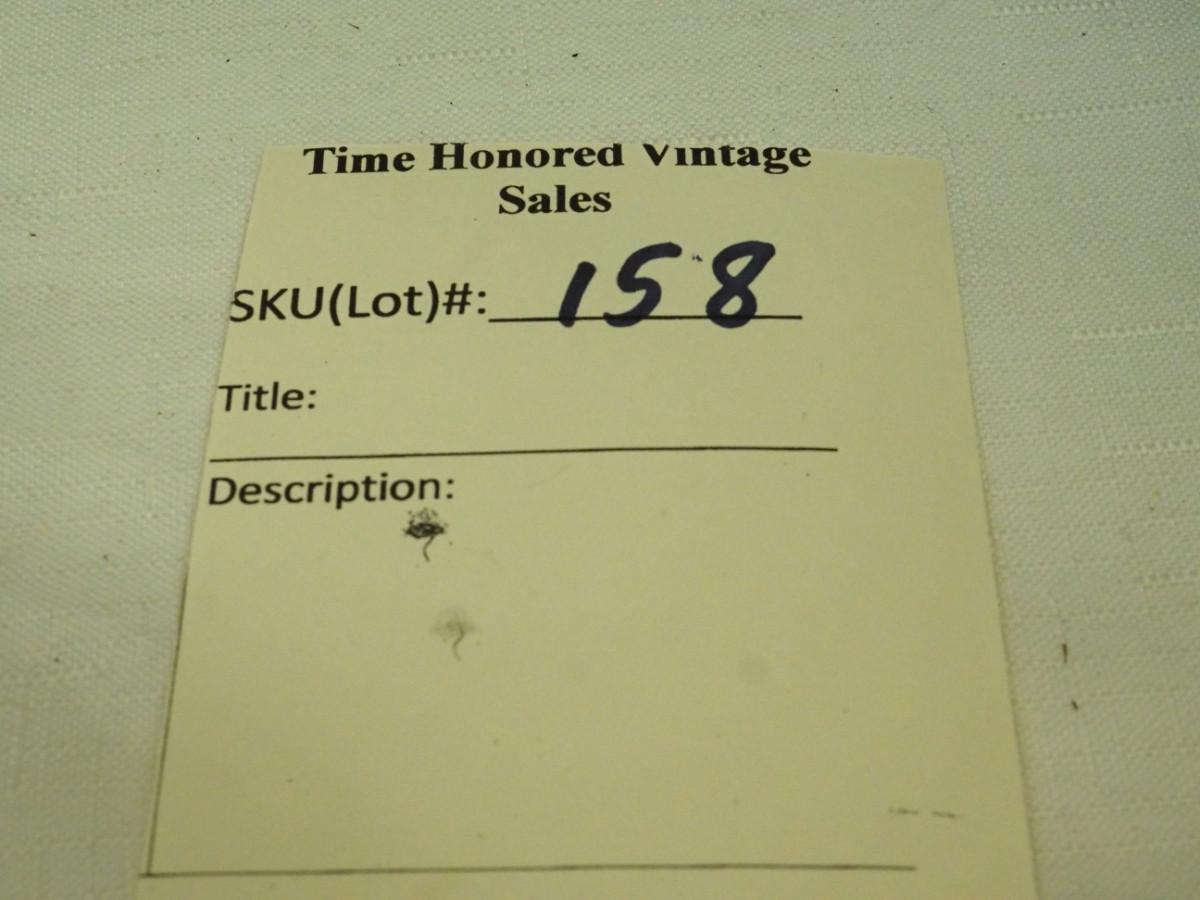 Time Honored Vintage
Sales
SKU(Lot)#: 158
Title:
Description: